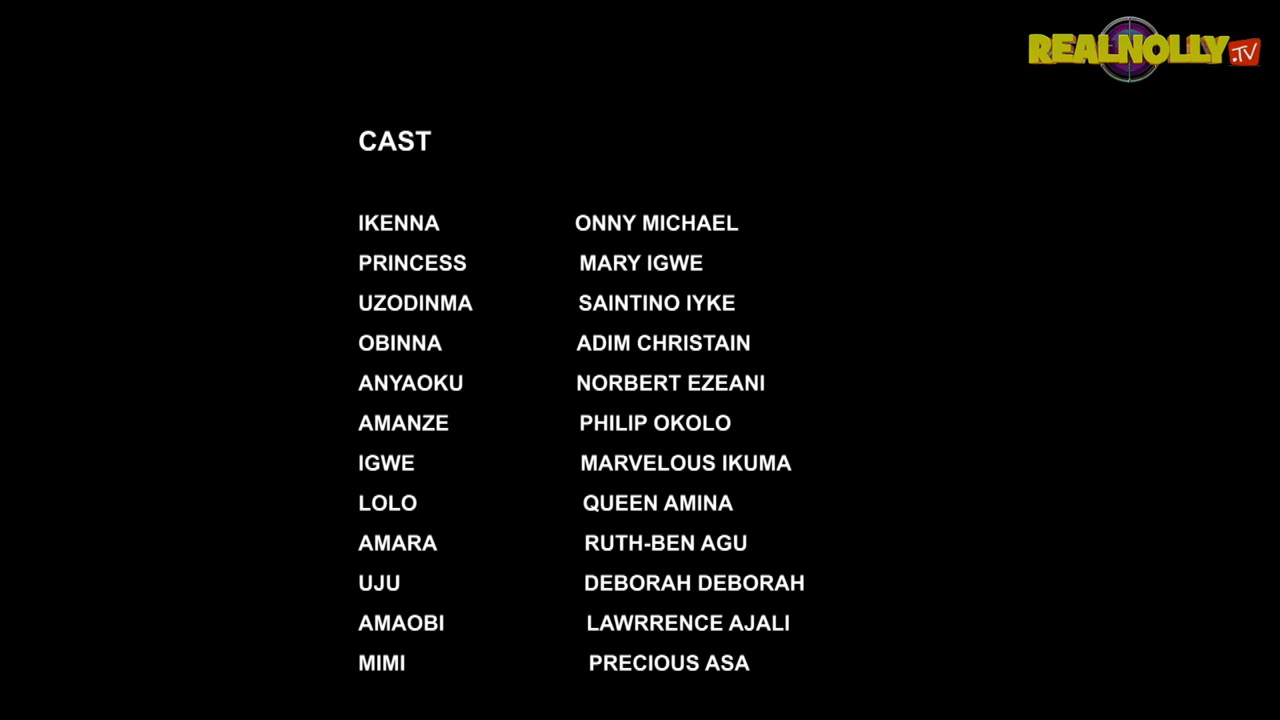 REALNOLLY.TV
CAST
IKENNA ONNY MICHAEL
PRINCESS MARY IGWE
UZODINMA SAINTINO IYKE
OBINNA ADIM CHRISTAIN
ANYAOKU NORBERT EZEANI
AMANZE PHILIP OKOLO
IGWE MARVELOUS IKUMA
LOLO QUEEN AMINA
AMARA RUTH-BEN AGU
UJU DEBORAH DEBORAH
AMAOBI LAWRRENCE AJALI
MIMI PRECIOUS ASA